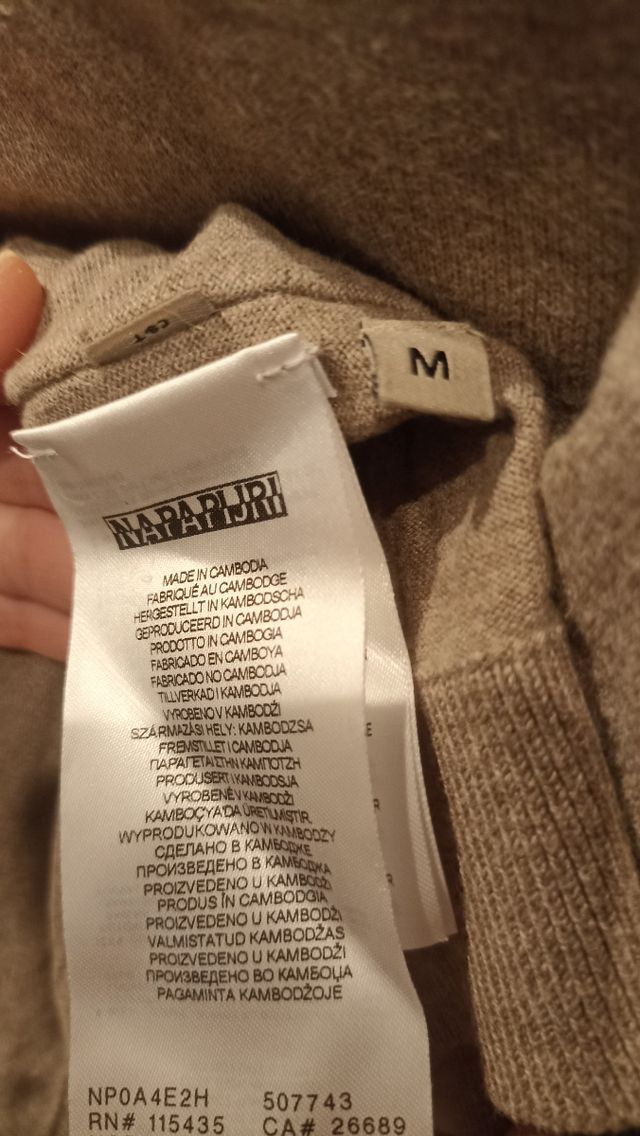 M
NAPAPIJRI
MADE IN CAMBODIA
FABRIQUÉ AU CAMBODGE
HERGESTELLT IN KAMBODSCHA
GEPRODUCEERD IN CAMBODJA
PRODOTTO IN CAMBOGIA
FABRICADO EN CAMBOYA
FABRICADO NO CAMBODJA
TILLVERKAD I KAMBODJA
VYROBENO V KAMBODŽI
SZÁRMAZÁSI HELY: KAMBODZSA
FREMSTILLET I CAMBODJA
ΠΑΡΑΓΕΤΑΙ ΣΤΗΝ ΚΑΜΠΟΤΖΗ
PRODUSERT I KAMBODSJA
VYROBENÉ V KAMBODŽI
KAMBOÇYA'DA ÜRETILMISTIR.
WYPRODUKOWANO W KAMBODZY
СДЕЛАНО В КАМБОДЖЕ
ПРОИЗВЕДЕНО В КАМБОДЖА
PROIZVEDENO U KAMBODŽI
PRODUS ÎN CAMBODGIA
PROIZVEDENO U KAMBODŽI
VALMISTATUD KAMBODŽAS
PROIZVEDENO U KAMBODŽI
ПРОИЗВЕДЕНО ВО КАМБОЏА
PAGAMINTA KAMBODŽOJE
NP0A4E2H 507743
RN# 115435 CA# 26689